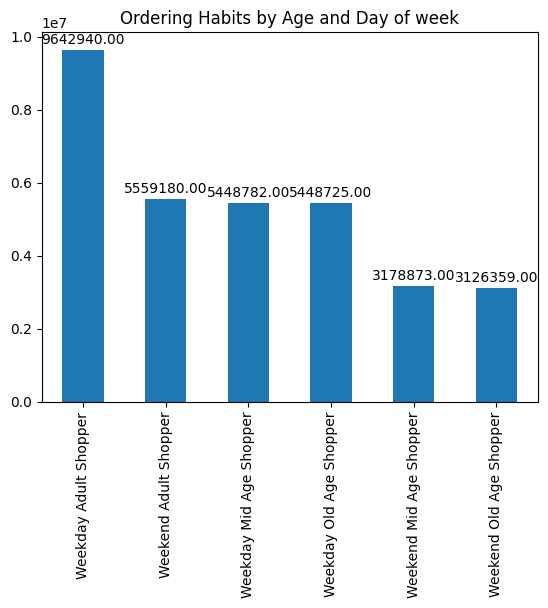 Ordering Habits by Age and Day of week
1e7
1.0
0.8
0.6
0.4
0.2
0.0
9642940.00
5559180.00
5448782.00
5448725.00
3178873.00
3126359.00
Weekday Adult Shopper
Weekend Adult Shopper
Weekday Mid Age Shopper
Weekday Old Age Shopper
Weekend Mid Age Shopper
Weekend Old Age Shopper